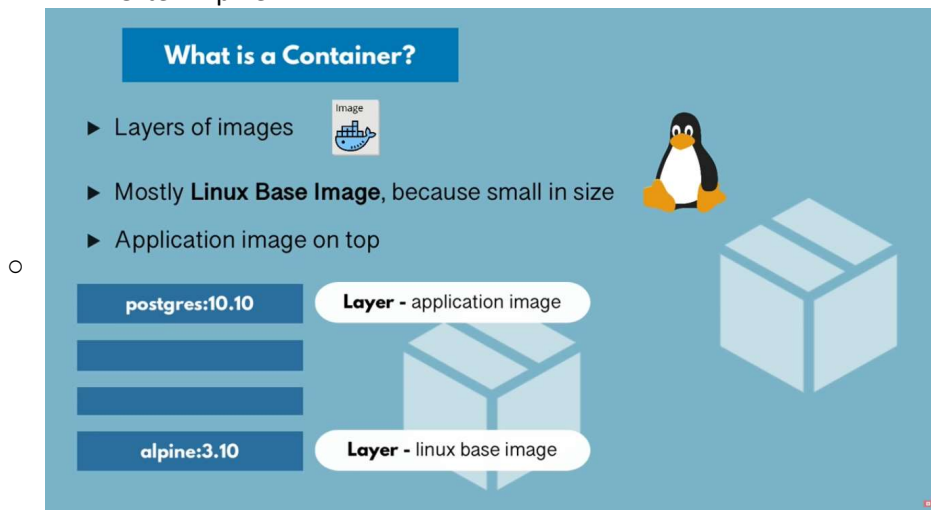 What is a Container?
Layers of images
Image
Mostly Linux Base Image, because small in size
Application image on top
postgres:10.10
Layer - application image
alpine:3.10
Layer - linux base image